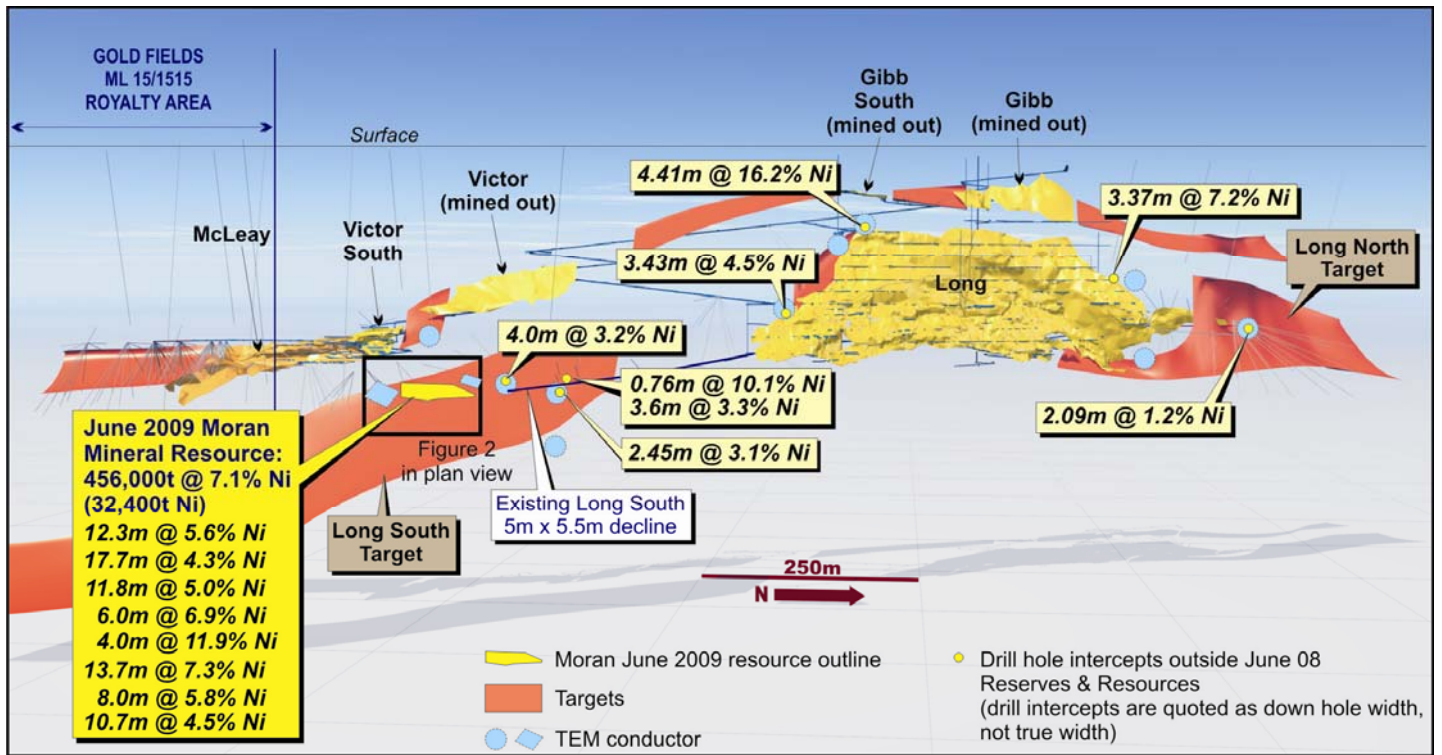 GOLD FIELDS
ML 15/1515
ROYALTY AREA
Surface
McLeay
Victor
South
Victor
(mined out)
Gibb
South
(mined out)
Gibb
(mined out)
4.41m @ 16.2% Ni
3.37m @ 7.2% Ni
3.43m @ 4.5% Ni
Long
Long North
Target
4.0m @ 3.2% Ni
0.76m @ 10.1% Ni
3.6m @ 3.3% Ni
2.09m @ 1.2% Ni
2.45m @ 3.1% Ni
Figure 2
in plan view
Existing Long South
5m x 5.5m decline
Long South
Target
June 2009 Moran
Mineral Resource:
456,000t @ 7.1% Ni
(32,400t Ni)
12.3m @ 5.6% Ni
17.7m @ 4.3% Ni
11.8m @ 5.0% Ni
6.0m @ 6.9% Ni
4.0m @ 11.9% Ni
13.7m @ 7.3% Ni
8.0m @ 5.8% Ni
10.7m @ 4.5% Ni
250m
N
Moran June 2009 resource outline
Targets
TEM conductor
Drill hole intercepts outside June 08
Reserves & Resources
(drill intercepts are quoted as down hole width,
not true width)